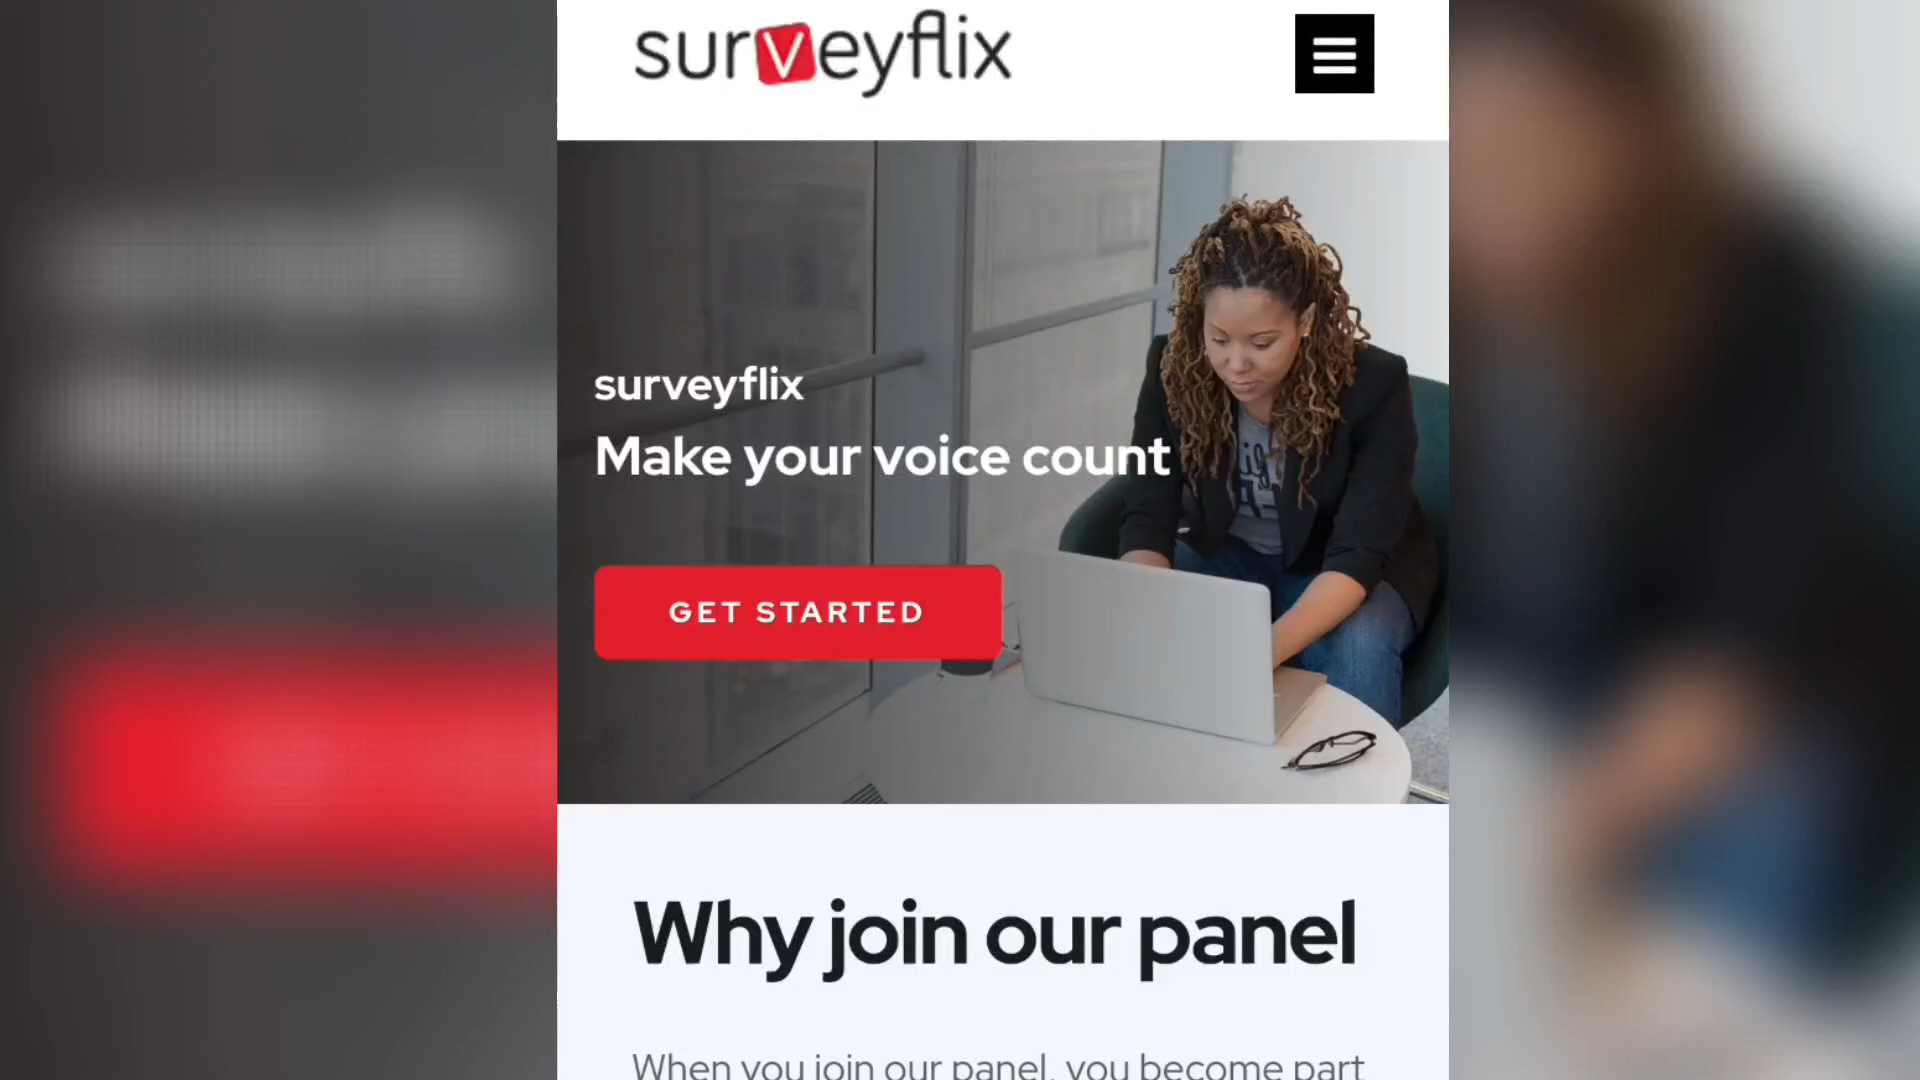 surveyflix
surveyflix
Make your voice count
GET STARTED
Why join our panel
When you join our panel, you become part